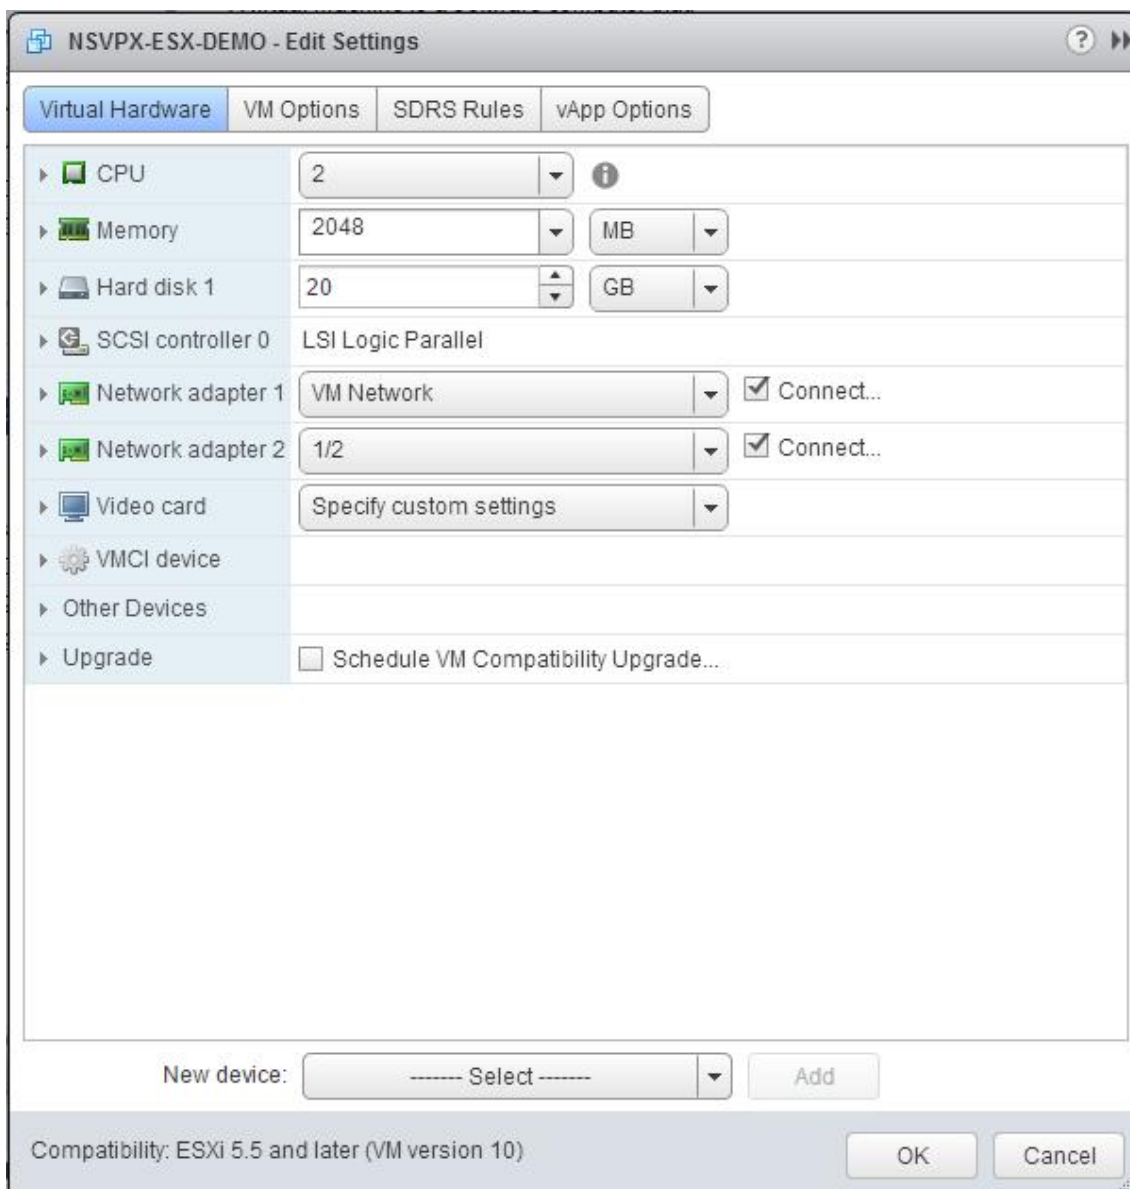 NSVPX-ESX-DEMO - Edit Settings
Virtual Hardware VM Options SDRS Rules vApp Options
CPU 2
Memory 2048 MB
Hard disk 1 20 GB
SCSI controller 0 LSI Logic Parallel
Network adapter 1 VM Network Connect...
Network adapter 2 1/2 Connect...
Video card Specify custom settings
VMCI device
Other Devices
Upgrade Schedule VM Compatibility Upgrade...
New device: ------- Select ------- Add
Compatibility: ESXi 5.5 and later (VM version 10) OK Cancel